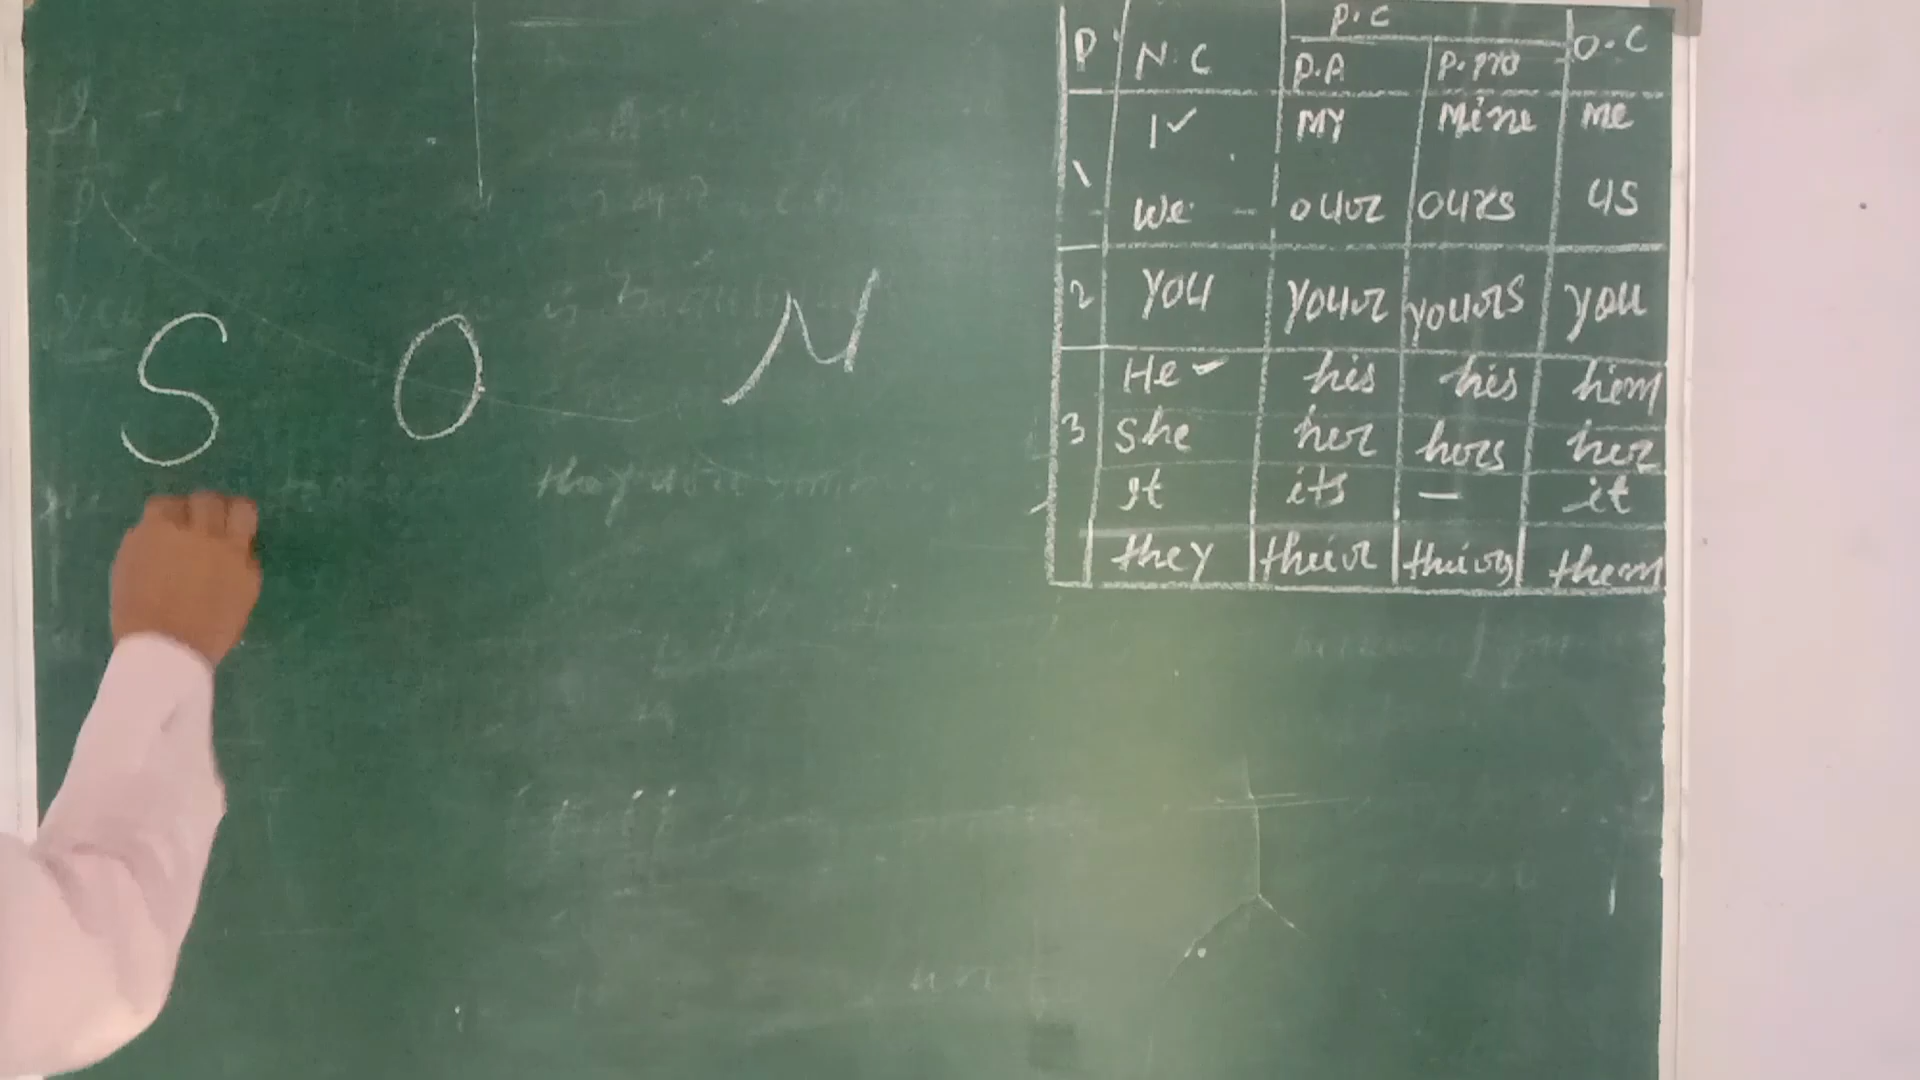 S O N
P N.C P.C O.C
P.A P.pro
1 I ✓ MY Mine me
we - our ours us
2 you your yours you
3 He ✓ his his him
She her hers her
It its — it
they their theirs them